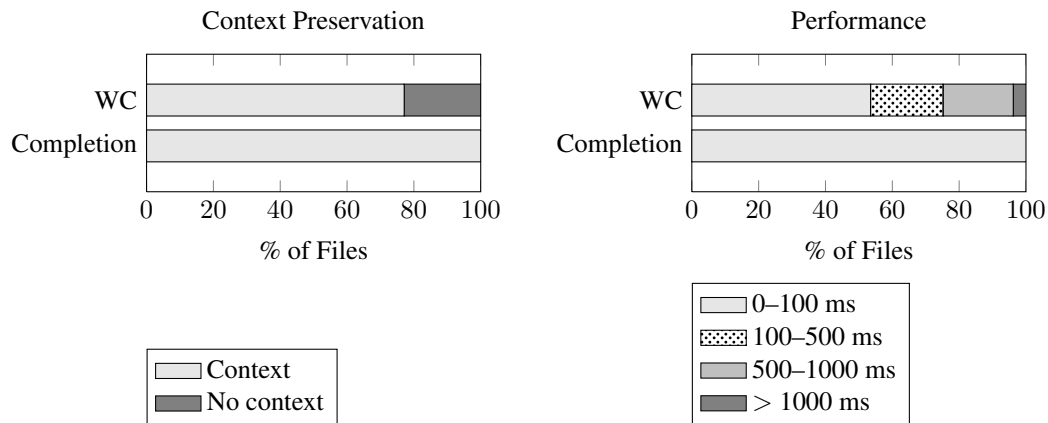 Context Preservation
WC
Completion
0 20 40 60 80 100
% of Files
Context
No context
Performance
WC
Completion
0 20 40 60 80 100
% of Files
0–100 ms
100–500 ms
500–1000 ms
> 1000 ms